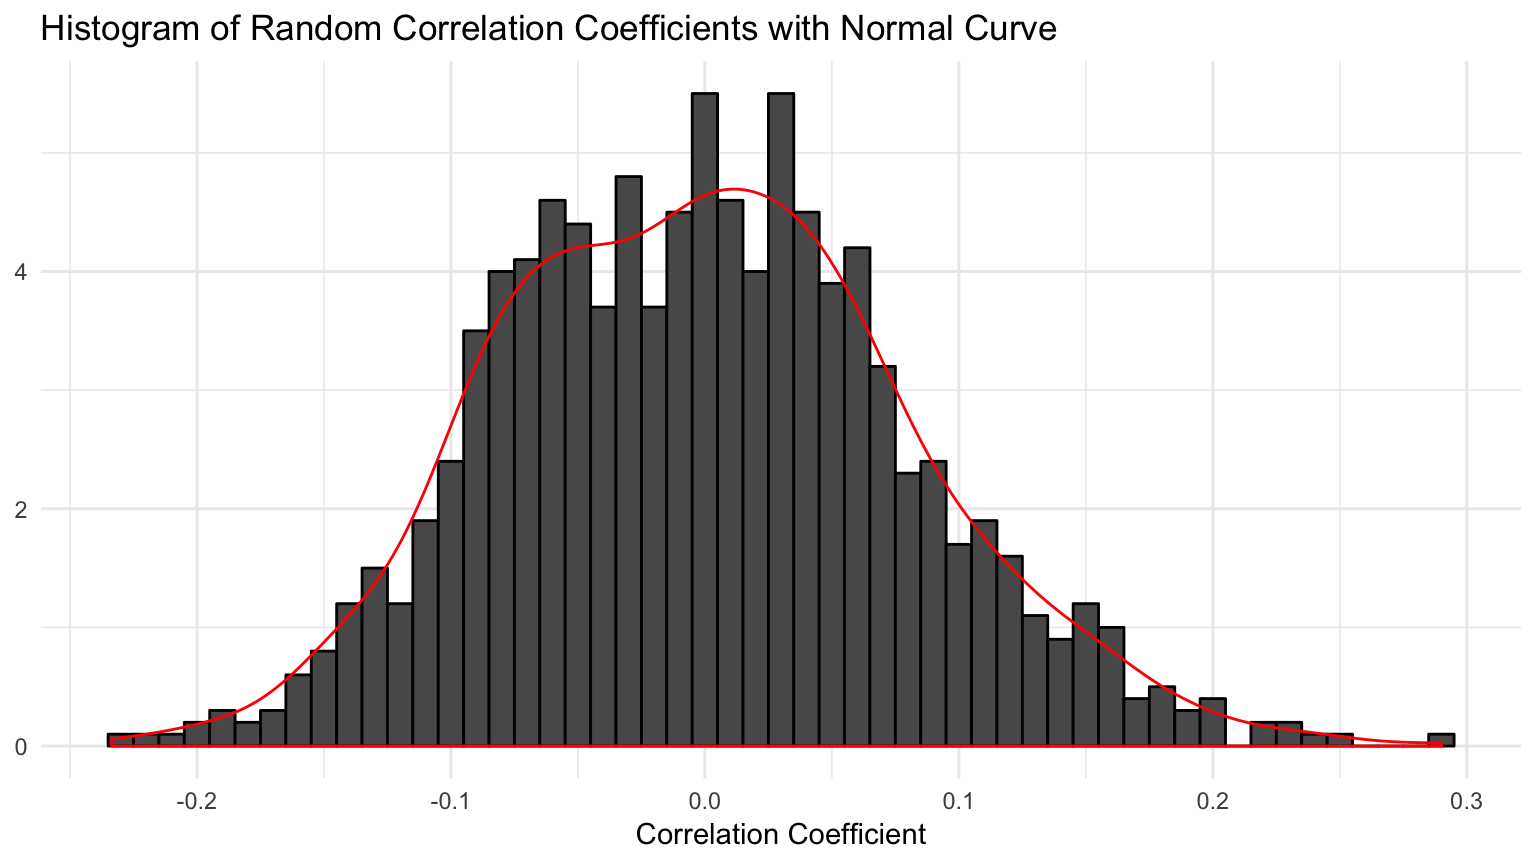 Histogram of Random Correlation Coefficients with Normal Curve
4
2
0
-0.2 -0.1 0.0 0.1 0.2 0.3
Correlation Coefficient